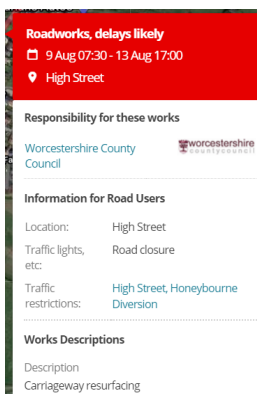 Roadworks, delays likely
9 Aug 07:30 - 13 Aug 17:00
High Street
Responsibility for these works
Worcestershire County
Council
worcestershire
countycouncil
Information for Road Users
Location: High Street
Traffic lights, Road closure
etc:
Traffic High Street, Honeybourne
restrictions: Diversion
Works Descriptions
Description
Carriageway resurfacing